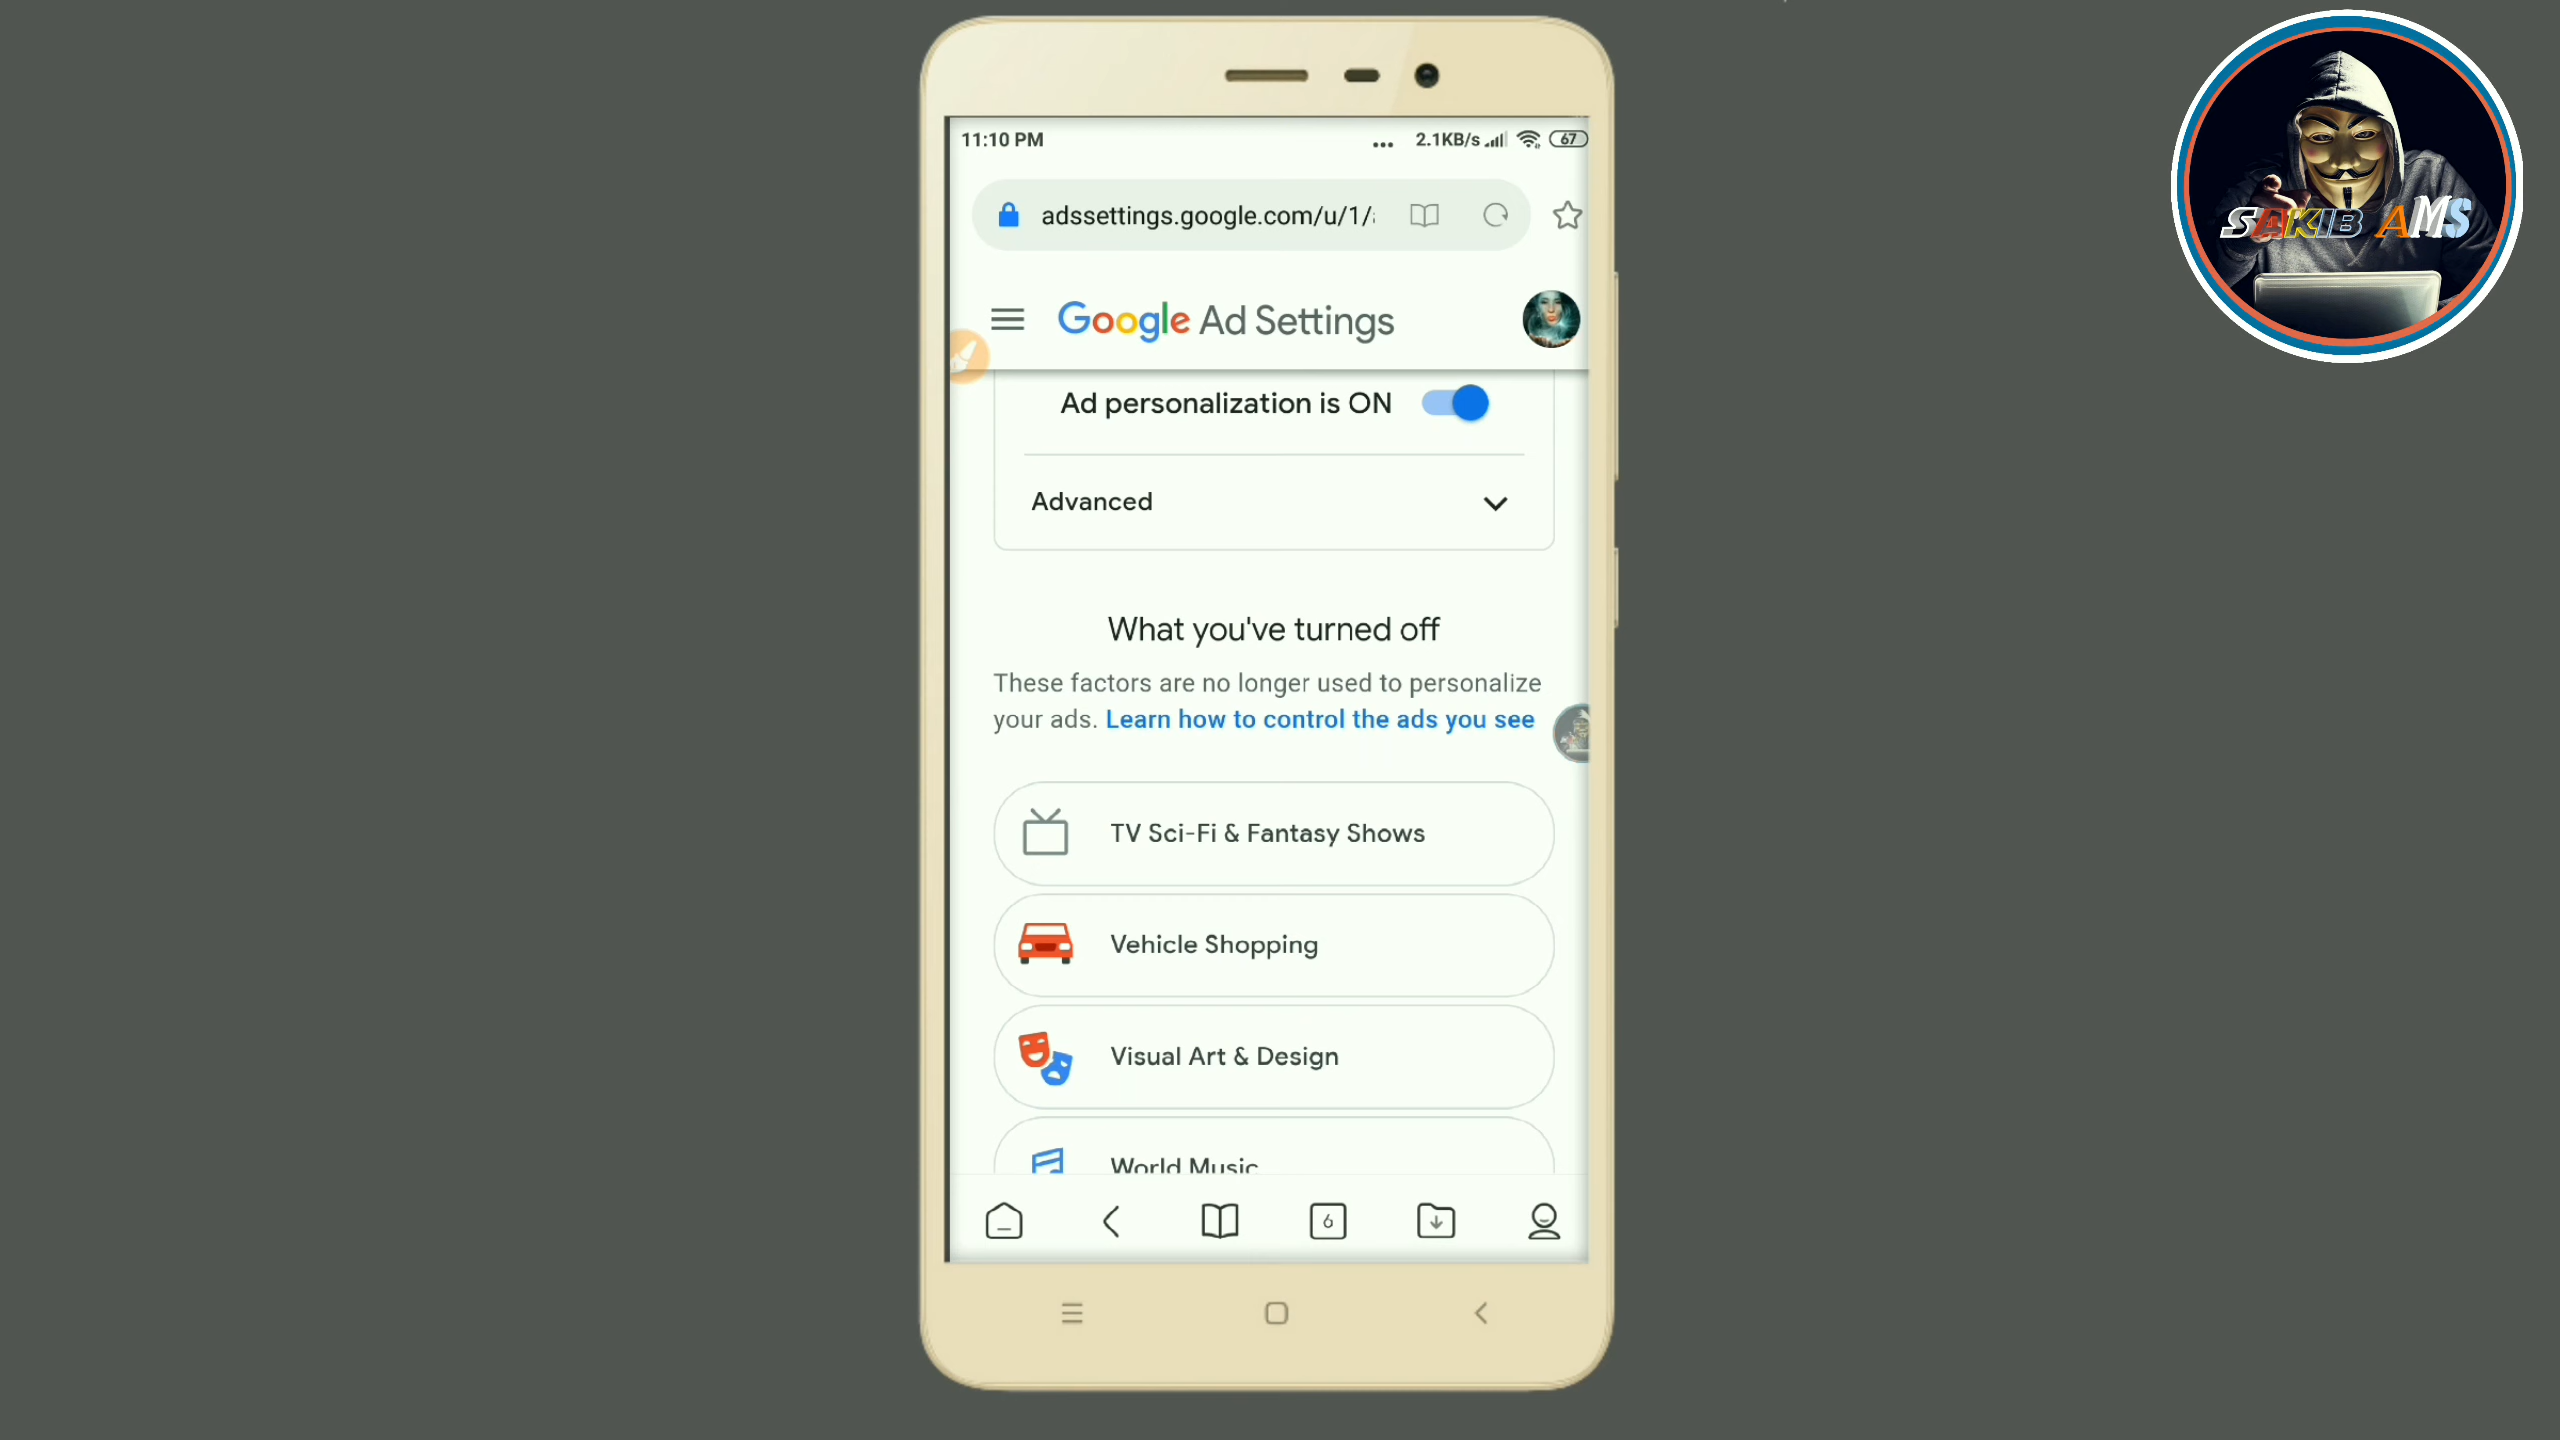 11:10 PM
... 2.1KB/s 67
adssettings.google.com/u/1/
Google Ad Settings
Ad personalization is ON
Advanced
What you've turned off
These factors are no longer used to personalize
your ads. Learn how to control the ads you see
TV Sci-Fi & Fantasy Shows
Vehicle Shopping
Visual Art & Design
World Music
6
SAKIB AMS